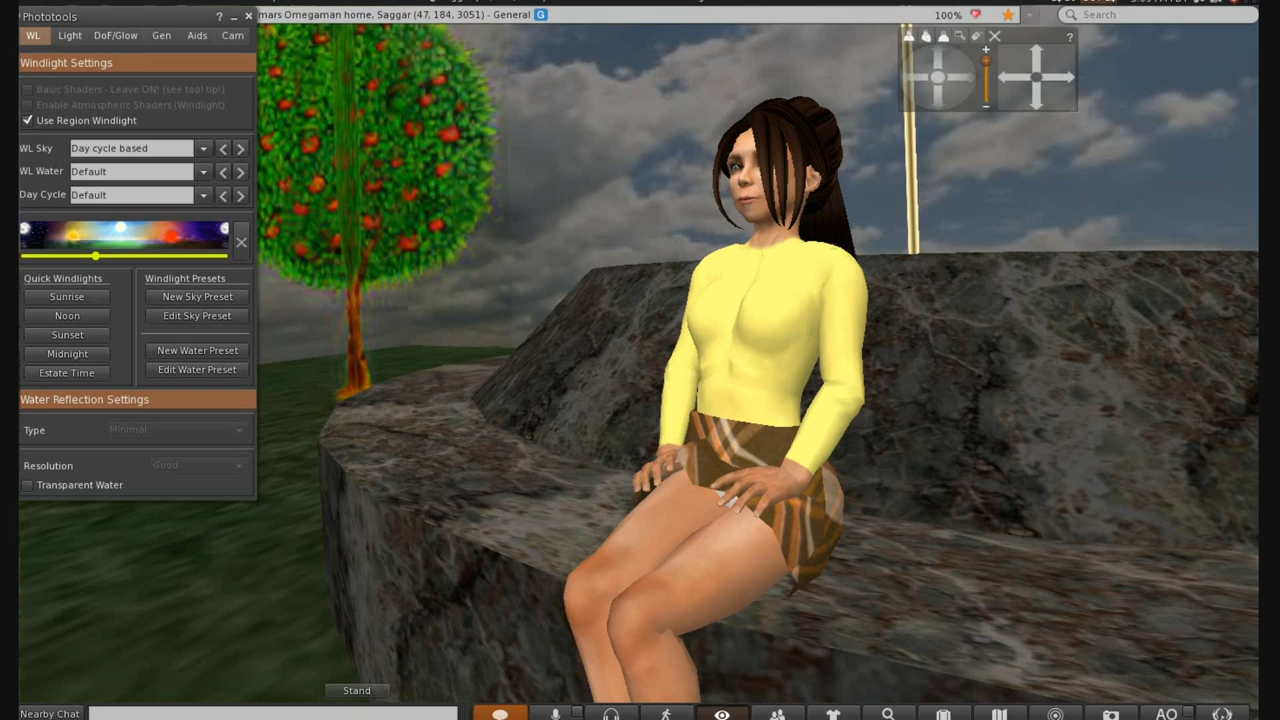 Phototools
?
mars Omegaman home, Saggar (47, 184, 3051) - General G
100%
Search
WL Light DoF/Glow Gen Aids Cam
?
Windlight Settings
Basic Shaders - Leave ON! (see tool tip!)
Enable Atmospheric Shaders (Windlight)
Use Region Windlight
WL Sky Day cycle based
WL Water Default
Day Cycle Default
Quick Windlights
Windlight Presets
Sunrise
New Sky Preset
Noon
Edit Sky Preset
Sunset
Midnight
New Water Preset
Estate Time
Edit Water Preset
Water Reflection Settings
Type Minimal
Resolution Good
Transparent Water
Stand
Nearby Chat
AO